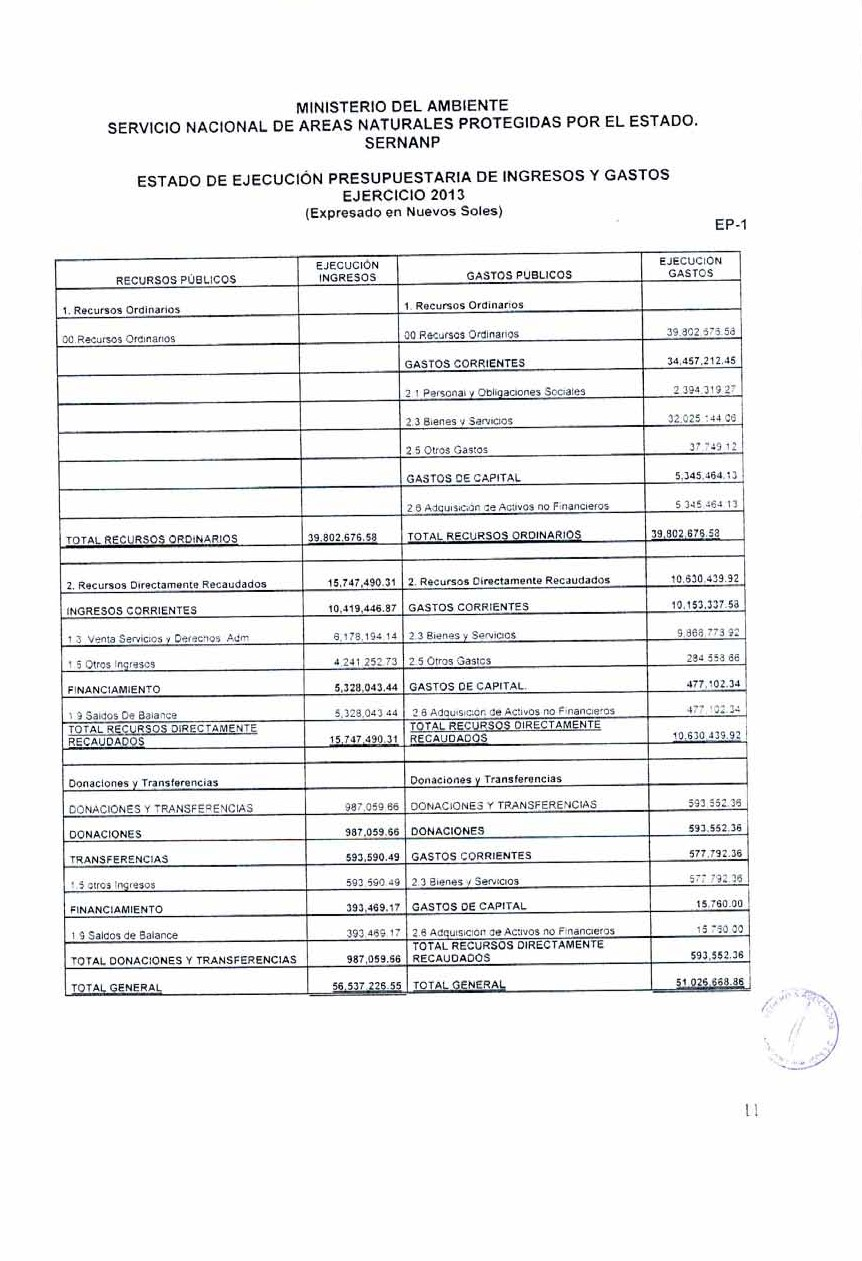 MINISTERIO DEL AMBIENTE
SERVICIO NACIONAL DE AREAS NATURALES PROTEGIDAS POR EL ESTADO.
SERNANP
ESTADO DE EJECUCIÓN PRESUPUESTARIA DE INGRESOS Y GASTOS
EJERCICIO 2013
(Expresado en Nuevos Soles)
EP-1
RECURSOS PÚBLICOS EJECUCIÓN INGRESOS GASTOS PUBLICOS EJECUCION GASTOS
1. Recursos Ordinarios 1. Recursos Ordinarios
00 Recursos Ordinarios 00 Recursos Ordinarios 39.802.676.58
GASTOS CORRIENTES 34.457,212.45
2.1 Personal y Obligaciones Sociales 2.394.319.27
2.3 Bienes y Servicios 32.025.144.06
2.5 Otros Gastos 37.749.12
GASTOS DE CAPITAL 5,345,464.13
2.6 Adquisición de Activos no Financieros 5.345.464.13
TOTAL RECURSOS ORDINARIOS 39,802.676.58 TOTAL RECURSOS ORDINARIOS 39,802,676.58
2. Recursos Directamente Recaudados 15,747,490.31 2. Recursos Directamente Recaudados 10,630,439.92
INGRESOS CORRIENTES 10,419,446.87 GASTOS CORRIENTES 10,153,337.58
1.3 Venta Servicios y Derechos Adm 6,178,194.14 2.3 Bienes y Servicios 9,868,773.92
1.5 Otros Ingresos 4.241.252.73 2.5 Otros Gastos 284.558.66
FINANCIAMIENTO 5,328,043.44 GASTOS DE CAPITAL. 477,102.34
1.9 Saldos De Balance 5,328,043.44 2.6 Adquisicion de Activos no Financieros 477.102.34
TOTAL RECURSOS DIRECTAMENTE RECAUDADOS 15,747,490.31 TOTAL RECURSOS DIRECTAMENTE RECAUDADOS 10,630,439.92
Donaciones y Transferencias Donaciones y Transferencias
DONACIONES Y TRANSFERENCIAS 987,059.66 DONACIONES Y TRANSFERENCIAS 593.552.36
DONACIONES 987,059.66 DONACIONES 593.552.36
TRANSFERENCIAS 593,590.49 GASTOS CORRIENTES 577.792.36
1.5 otros Ingresos 593.590.49 2.3 Bienes y Servicios 577.792.36
FINANCIAMIENTO 393,469.17 GASTOS DE CAPITAL 15.760.00
1.9 Saldos de Balance 393.469.17 2.6 Adquisicion de Activos no Financieros 15.760.00
TOTAL DONACIONES Y TRANSFERENCIAS 987,059.66 TOTAL RECURSOS DIRECTAMENTE RECAUDADOS 593,552.36
TOTAL GENERAL 56,537,226.55 TOTAL GENERAL 51,026,668.86
11